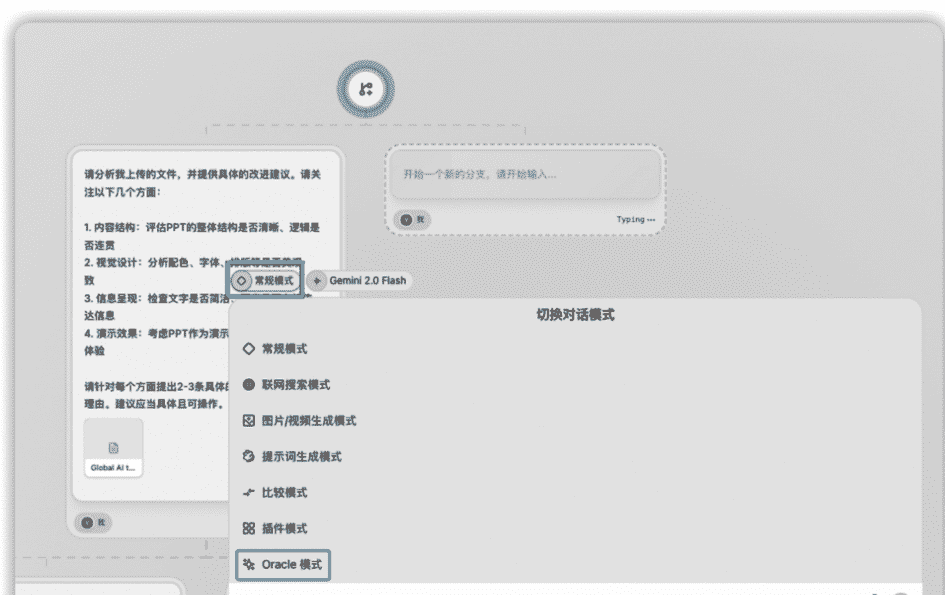 请分析我上传的文件，并提供具体的改进建议。请关
注以下几个方面：
1. 内容结构：评估PPT的整体结构是否清晰、逻辑是
否连贯
2. 视觉设计：分析配色、字体、
致
3. 信息呈现：检查文字是否简洁
达信息
4. 演示效果：考虑PPT作为演示
体验
请针对每个方面提出2-3条具体的
理由。建议应当具体且可操作。
Global AI t...
我
开始一个新的分支，请开始输入...
我
Typing •••
常规模式
Gemini 2.0 Flash
切换对话模式
常规模式
联网搜索模式
图片/视频生成模式
提示词生成模式
比较模式
插件模式
Oracle 模式